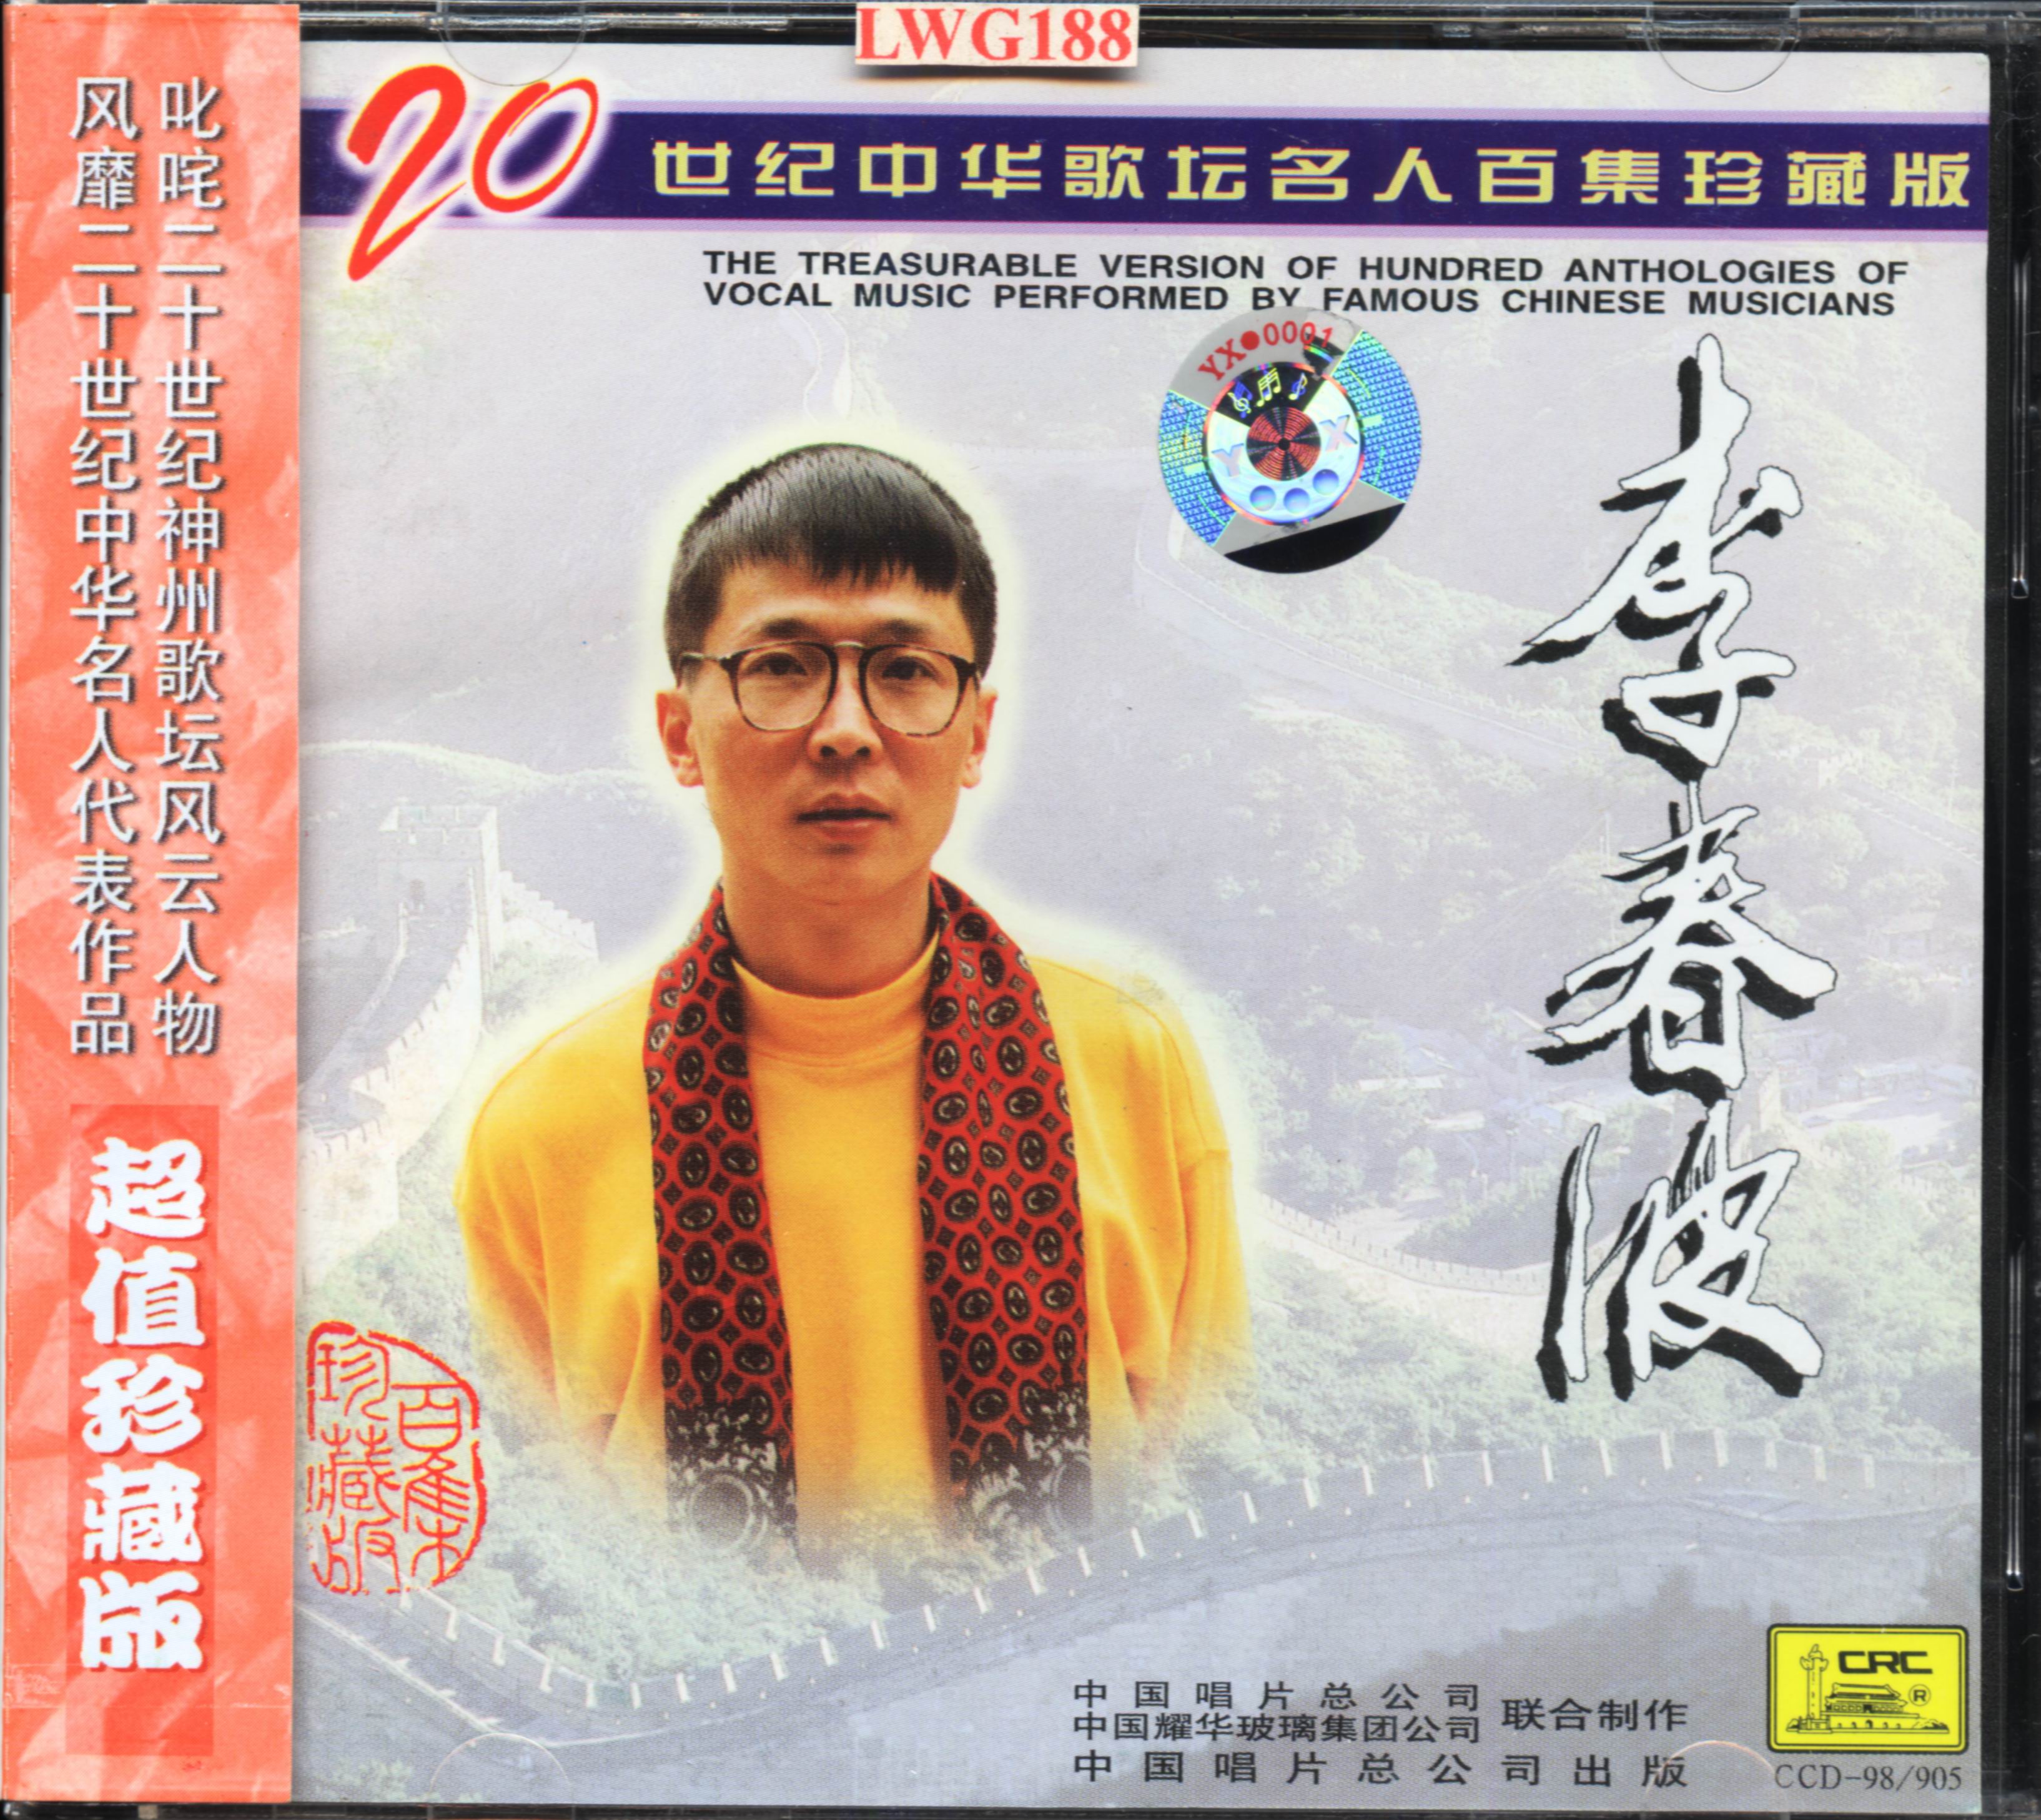 LWG188
叱咤二十世纪神州歌坛风云人物
风靡二十世纪中华名人代表作品
超值珍藏版
20世纪中华歌坛名人百集珍藏版
THE TREASURABLE VERSION OF HUNDRED ANTHOLOGIES OF
VOCAL MUSIC PERFORMED BY FAMOUS CHINESE MUSICIANS
YX●0001
YX
李春波
百集
珍藏版
中国唱片总公司
中国耀华玻璃集团公司
联合制作
中国唱片总公司出版
CRC
®
CCD-98/905